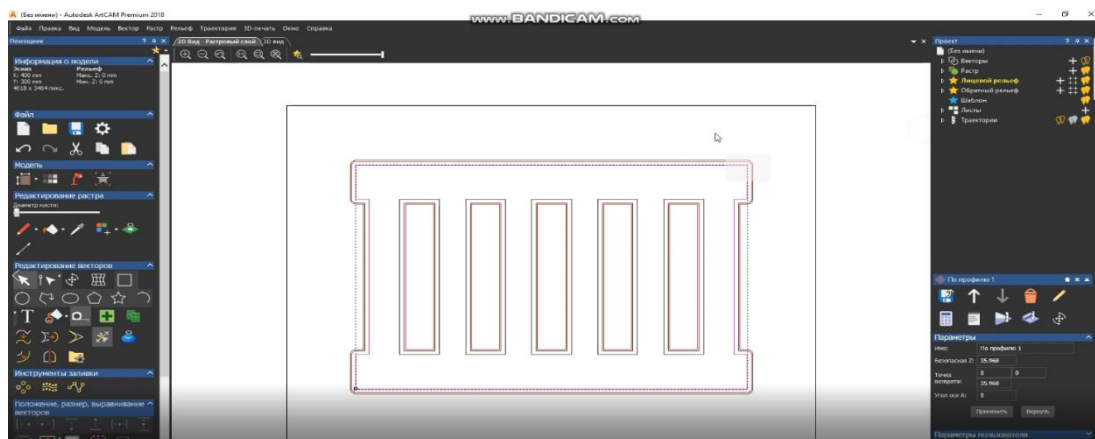 (Без имени) - Autodesk ArtCAM Premium 2018
www.BANDICAM.com
Файл Правка Вид Модель Вектор Растр Рельеф Траектория 3D-печать Окно Справка
Помощник
2D Вид - Растровый слой
3D вид
Проект
Информация о модели
Эскиз Рельеф
X: 400 mm Макс. Z: 0 mm
Y: 300 mm Мин. Z: 0 mm
4618 x 3464 пикс.
Файл
Модель
Редактирование растра
Диаметр кисти:
Редактирование векторов
Инструменты заливки
Положение, размер, выравнивание
векторов
(Без имени)
Векторы
Растр
Лицевой рельеф
Обратный рельеф
Шаблон
Листы
Траектории
По профилю 1
Параметры
Имя: По профилю 1
Безопасная Z: 35.968
Точка возврата: 0 0
35.968
Угол оси A: 0
Применить Вернуть
Параметры пользователя